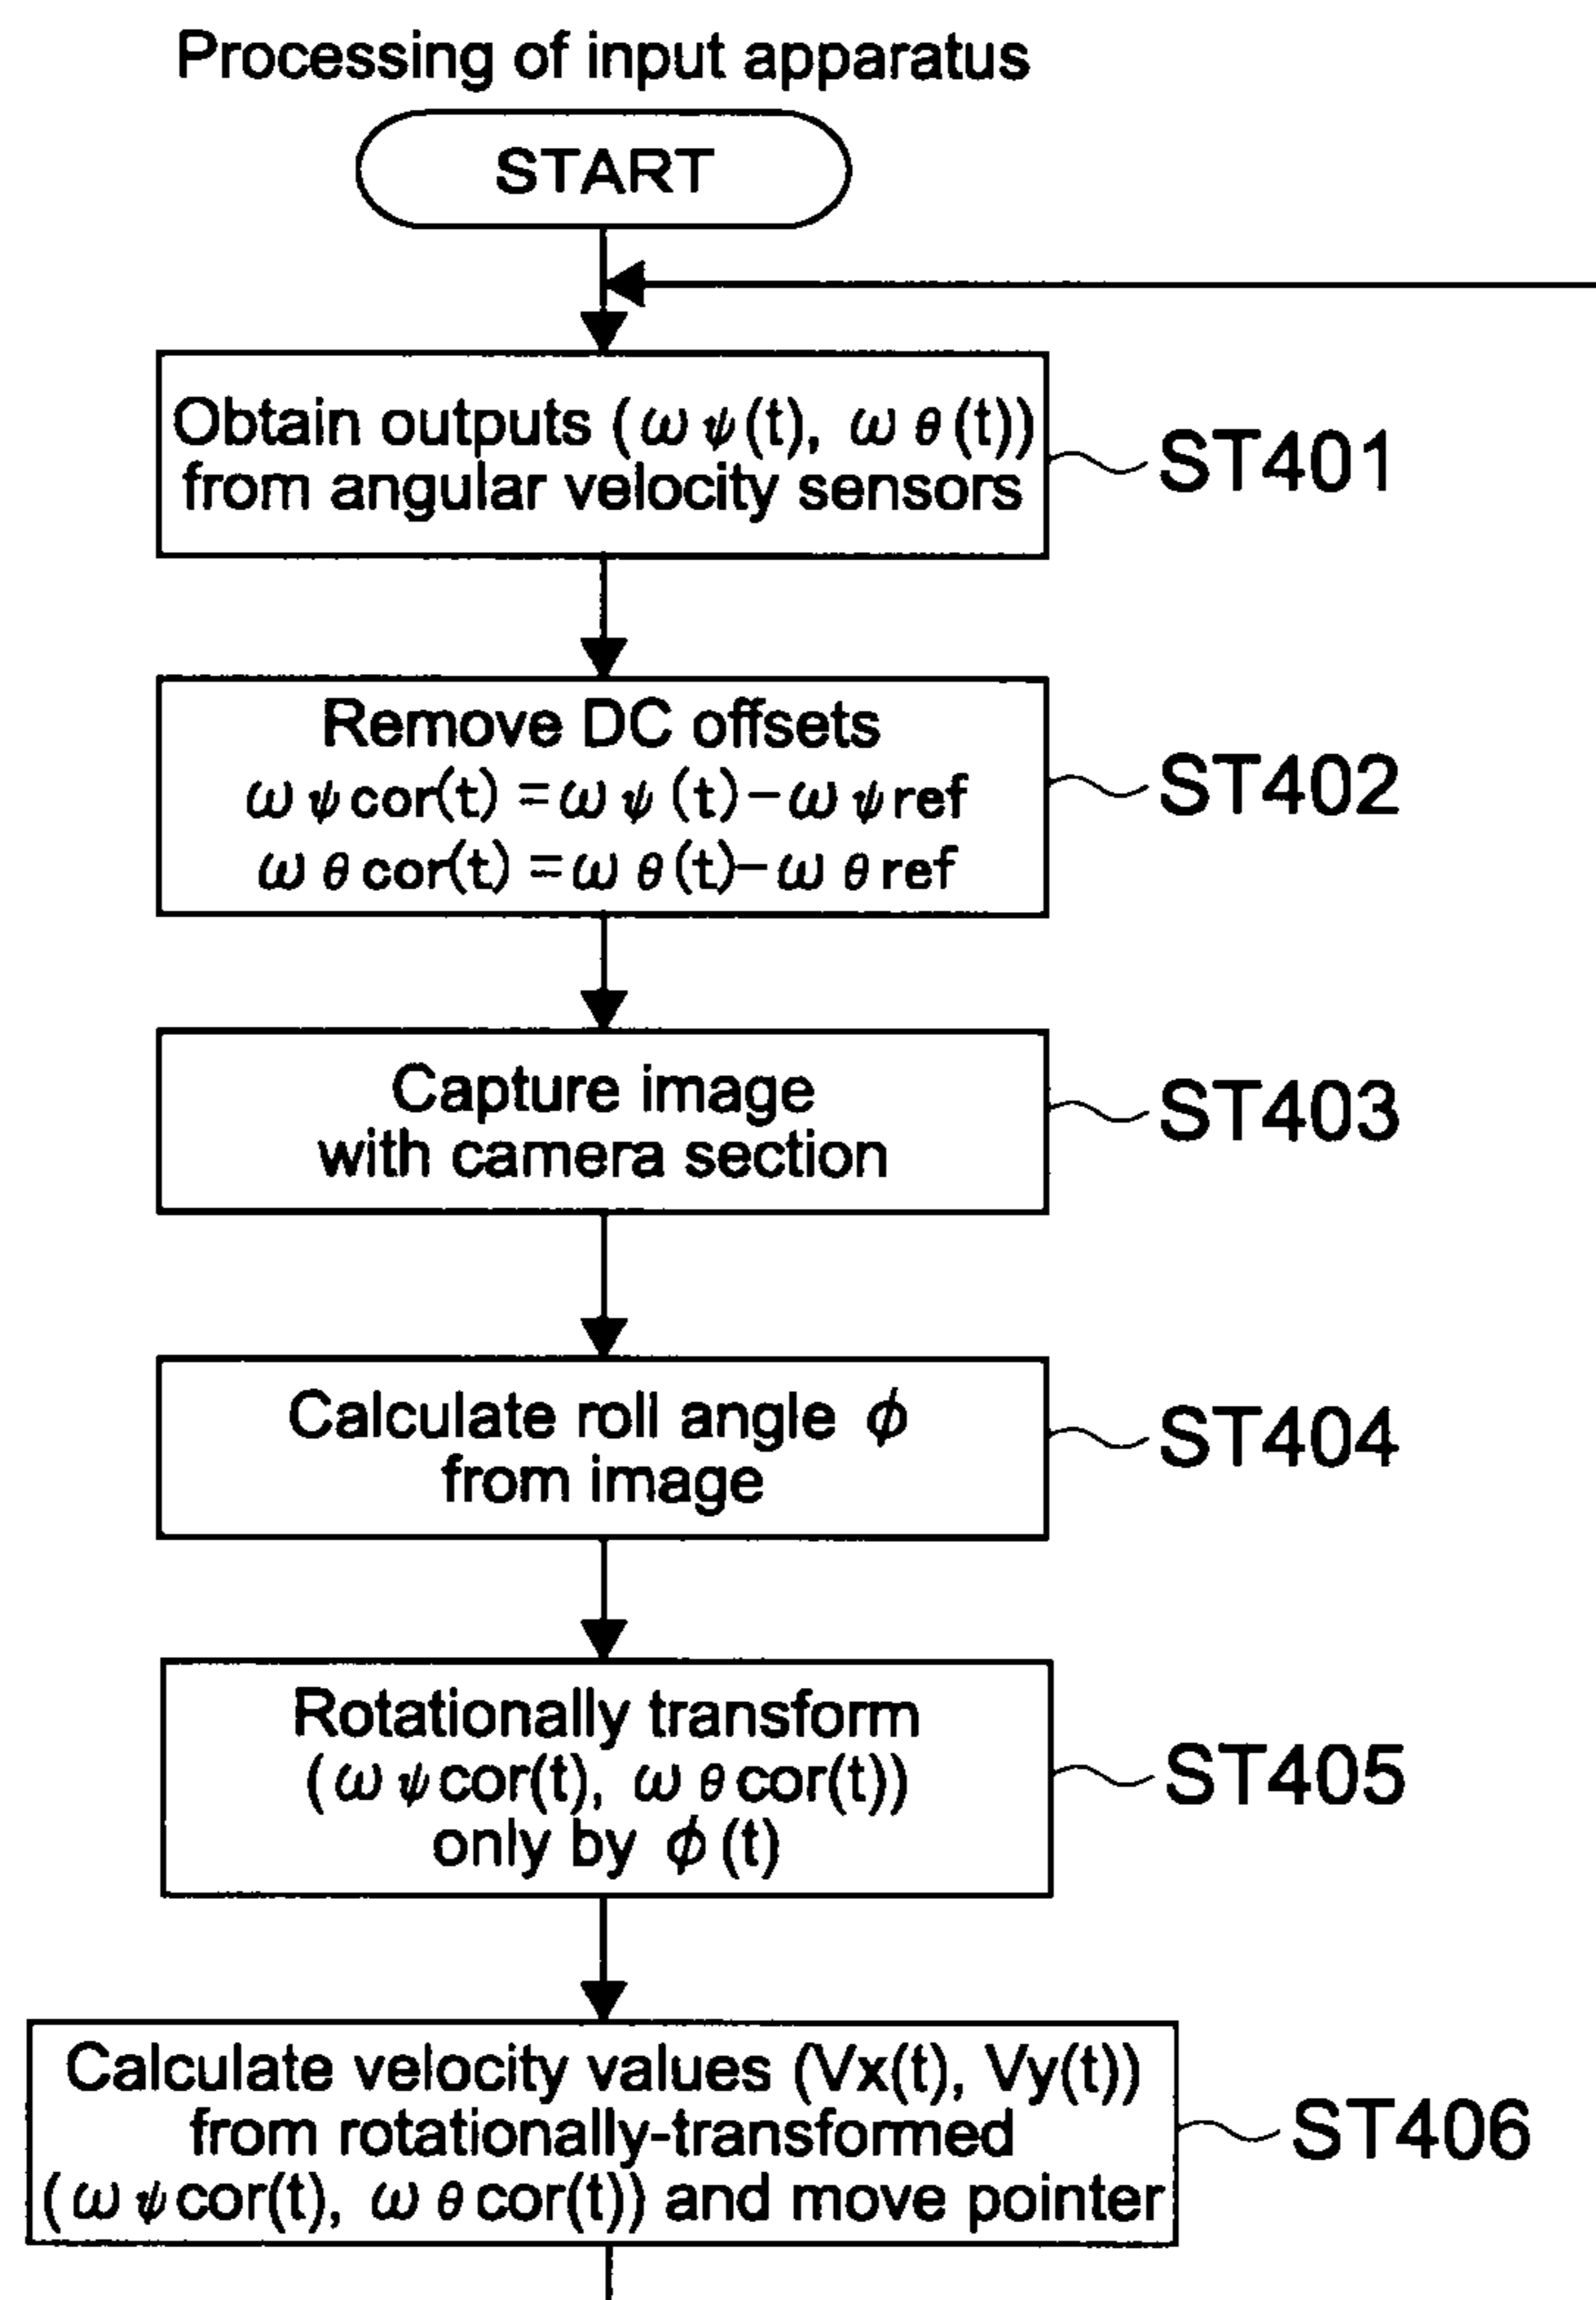 Processing of input apparatus
START
Obtain outputs (ωψ(t), ωθ(t))
from angular velocity sensors
ST401
Remove DC offsets
ωψcor(t) =ωψ(t)−ωψref
ωθcor(t) =ωθ(t)−ωθref
ST402
Capture image
with camera section
ST403
Calculate roll angle ϕ
from image
ST404
Rotationally transform
(ωψcor(t), ωθcor(t))
only by ϕ(t)
ST405
Calculate velocity values (Vx(t), Vy(t))
from rotationally-transformed
(ωψcor(t), ωθcor(t)) and move pointer
ST406